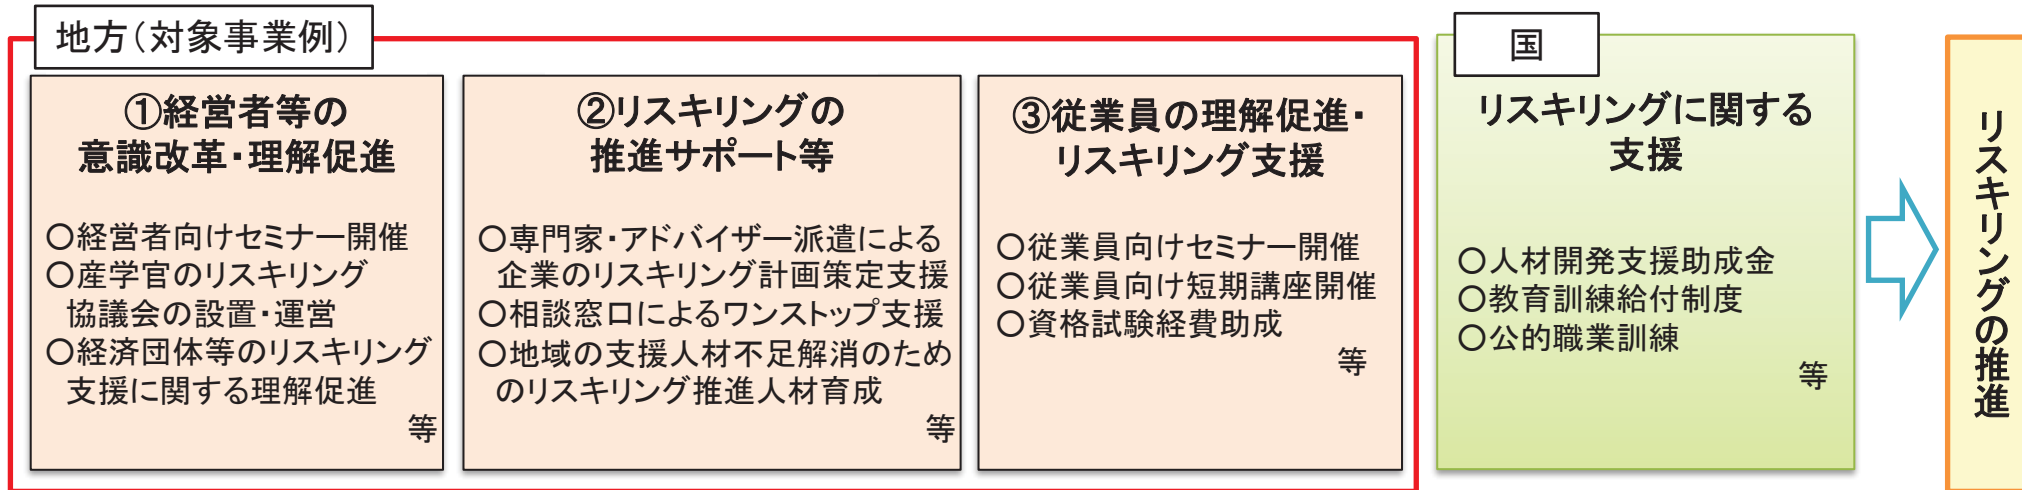 地方(対象事業例)
①経営者等の
意識改革・理解促進
〇経営者向けセミナー開催
〇産学官のリスキリング
協議会の設置・運営
〇経済団体等のリスキリング
支援に関する理解促進
等
②リスキリングの
推進サポート等
〇専門家・アドバイザー派遣による
企業のリスキリング計画策定支援
〇相談窓口によるワンストップ支援
〇地域の支援人材不足解消のため
のリスキリング推進人材育成
等
③従業員の理解促進・
リスキリング支援
〇従業員向けセミナー開催
〇従業員向け短期講座開催
〇資格試験経費助成
等
国
リスキリングに関する
支援
〇人材開発支援助成金
〇教育訓練給付制度
〇公的職業訓練
等
リスキリングの推進